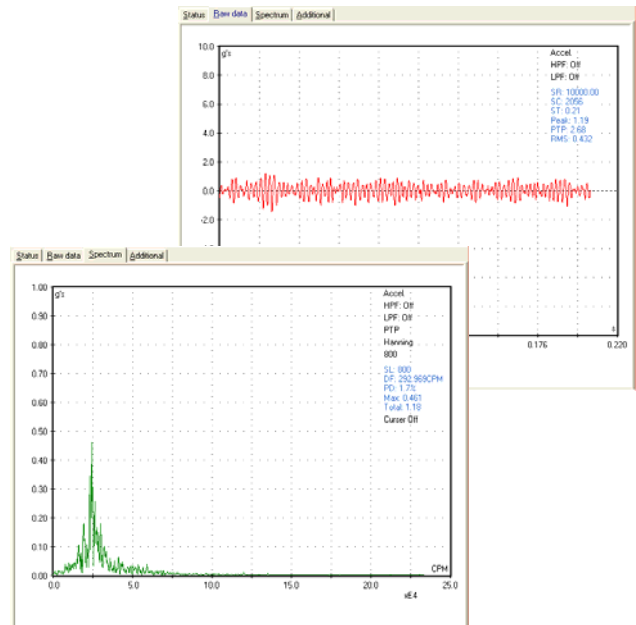 Status Raw data Spectrum Additional
10.0
g's
8.0
6.0
4.0
2.0
0.0
-2.0
Accel
HPF: Off
LPF: Off
SR: 10000.00
SC: 2056
ST: 0.21
Peak: 1.19
PTP: 2.68
RMS: 0.432
0.176
0.220
s
Status Raw data Spectrum Additional
1.00
g's
0.90
0.80
0.70
0.60
0.50
0.40
0.30
0.20
0.10
0.00
Accel
HPF: Off
LPF: Off
PTP
Hanning
800
SL: 800
DF: 292.969CPM
PD: 1.7%
Max: 0.461
Total: 1.18
Curser Off
CPM
0.0 5.0 10.0 15.0 20.0 25.0
xE4